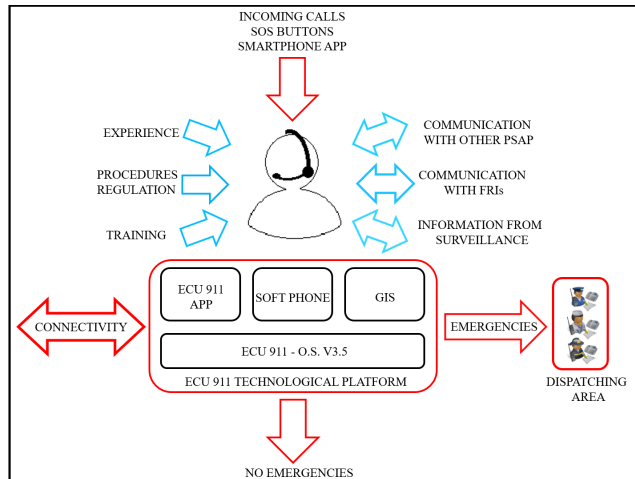 INCOMING CALLS
SOS BUTTONS
SMARTPHONE APP
EXPERIENCE
PROCEDURES
REGULATION
TRAINING
COMMUNICATION
WITH OTHER PSAP
COMMUNICATION
WITH FRIs
INFORMATION FROM
SURVEILLANCE
ECU 911
APP
SOFT PHONE
GIS
ECU 911 - O.S. V3.5
ECU 911 TECHNOLOGICAL PLATFORM
CONNECTIVITY
EMERGENCIES
DISPATCHING
AREA
NO EMERGENCIES